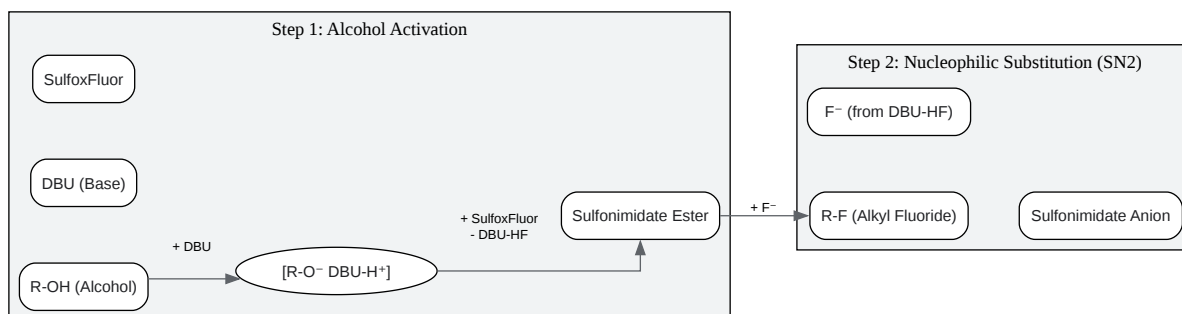 Step 1: Alcohol Activation
SulfoxFluor
DBU (Base)
R-OH (Alcohol)
+ DBU
[R-O⁻ DBU-H⁺]
+ SulfoxFluor
- DBU-HF
Sulfonimidate Ester
+ F⁻
Step 2: Nucleophilic Substitution (SN2)
F⁻ (from DBU-HF)
R-F (Alkyl Fluoride)
Sulfonimidate Anion